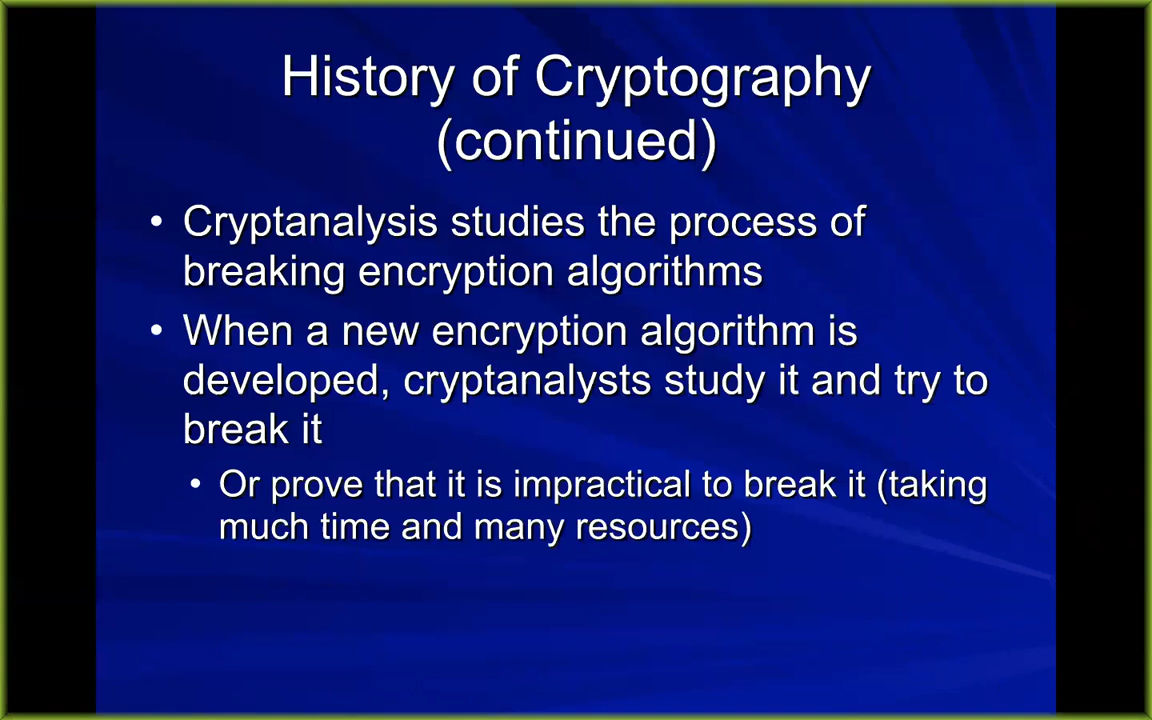 History of Cryptography
(continued)
• Cryptanalysis studies the process of
breaking encryption algorithms
• When a new encryption algorithm is
developed, cryptanalysts study it and try to
break it
• Or prove that it is impractical to break it (taking
much time and many resources)